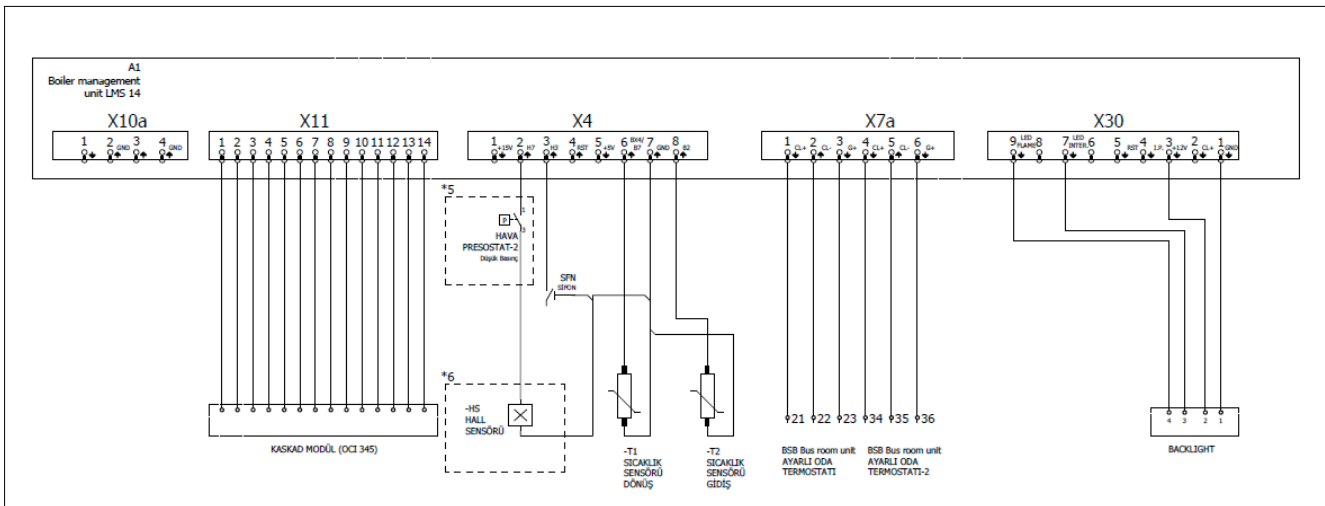 A1
Boiler management
unit LMS 14
X10a
X11
X4
X7a
X30
1 2 GND 3 4 GND
1 2 3 4 5 6 7 8 9 10 11 12 13 14
1 +15V 2 H7 3 H3 4 RST 5 +5V 6 BX4/B7 7 GND 8 B2
1 CL+ 2 CL- 3 G+ 4 CL+ 5 CL- 6 G+
9 LED FLAME 8 7 LED INTER. 6 5 RST 4 I.P. 3 +12V 2 CL+ 1 GND
*5
1
P
3
HAVA
PRESOSTAT-2
Düşük Basınç
SFN
SİFON
*6
-HS
HALL
SENSÖRÜ
KASKAD MODÜL (OCI 345)
-T1
SICAKLIK
SENSÖRÜ
DÖNÜŞ
-T2
SICAKLIK
SENSÖRÜ
GİDİŞ
21 22 23 34 35 36
BSB Bus room unit
AYARLI ODA
TERMOSTATI
BSB Bus room unit
AYARLI ODA
TERMOSTATI-2
4 3 2 1
BACKLIGHT